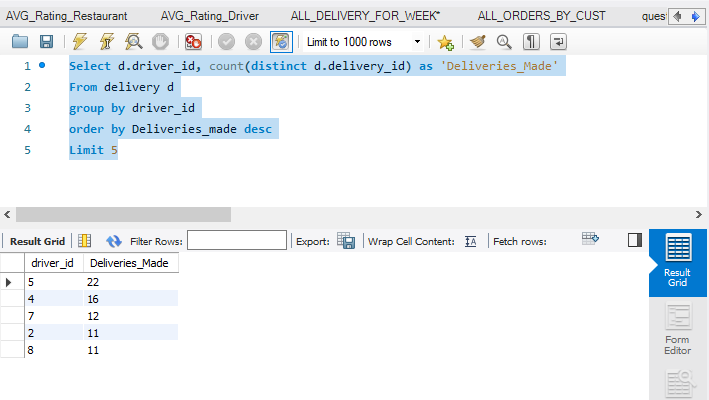 AVG_Rating_Restaurant AVG_Rating_Driver ALL_DELIVERY_FOR_WEEK* ALL_ORDERS_BY_CUST ques
Limit to 1000 rows
1 Select d.driver_id, count(distinct d.delivery_id) as 'Deliveries_Made'
2 From delivery d
3 group by driver_id
4 order by Deliveries_made desc
5 Limit 5
Result Grid Filter Rows: Export: Wrap Cell Content: IA Fetch rows:
driver_id Deliveries_Made
5 22
4 16
7 12
2 11
8 11
Result
Grid
Form
Editor